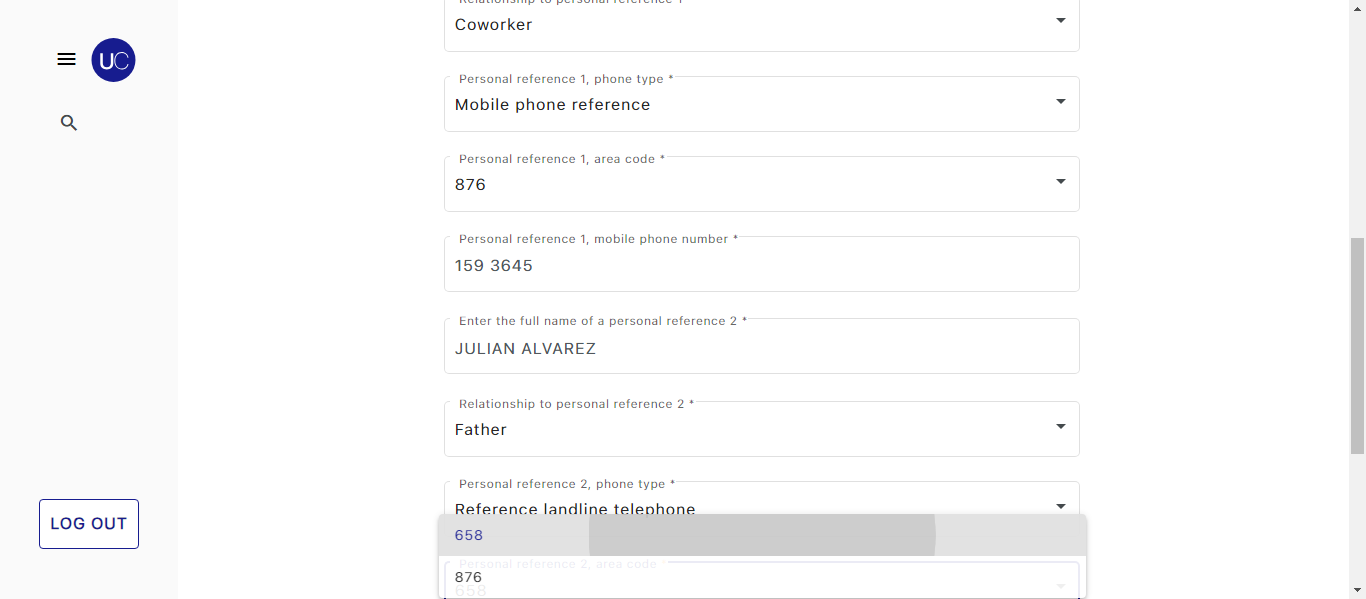 Relationship to personal reference 1
Coworker
UC
Personal reference 1, phone type *
Mobile phone reference
Personal reference 1, area code *
876
Personal reference 1, mobile phone number *
159 3645
Enter the full name of a personal reference 2 *
JULIAN ALVAREZ
Relationship to personal reference 2 *
Father
Personal reference 2, phone type *
Reference landline telephone
LOG OUT
658
Personal reference 2, area code *
876
658